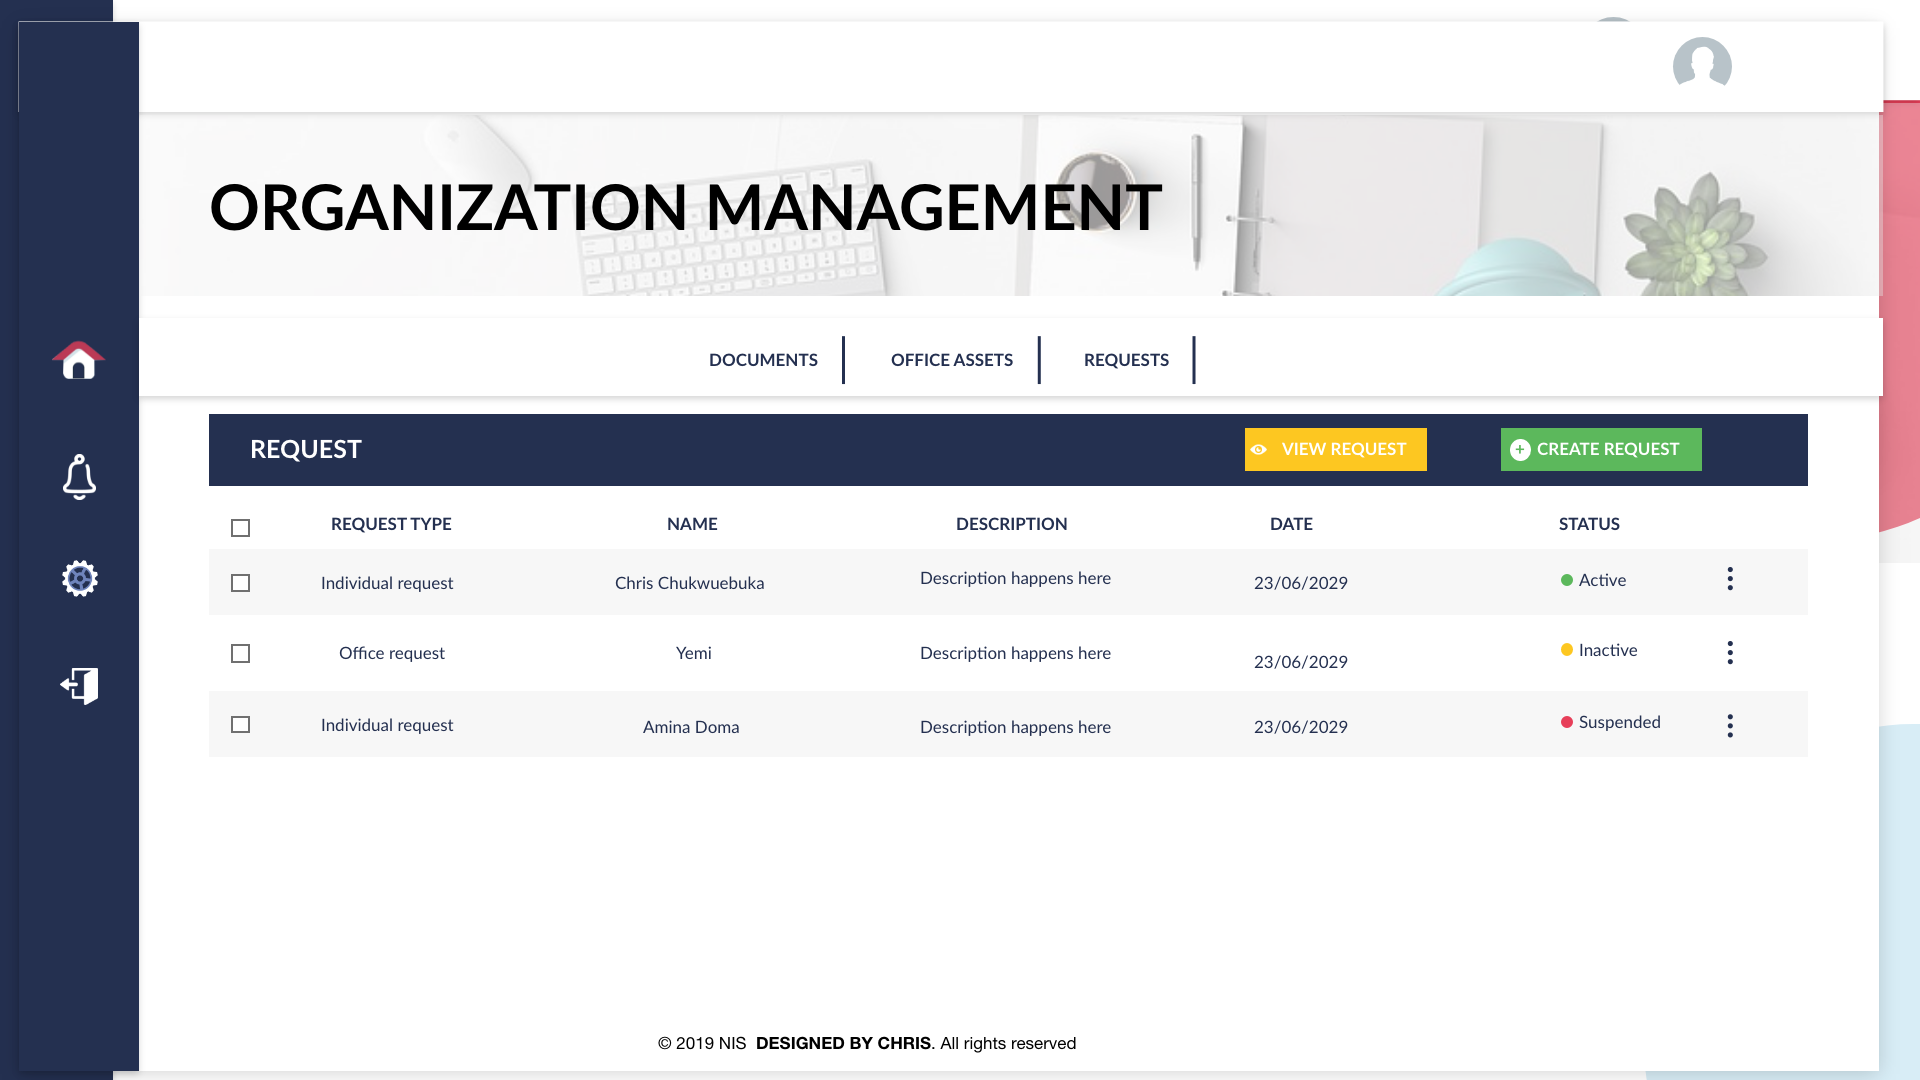 ORGANIZATION MANAGEMENT
DOCUMENTS OFFICE ASSETS REQUESTS
REQUEST VIEW REQUEST CREATE REQUEST
REQUEST TYPE NAME DESCRIPTION DATE STATUS
Individual request Chris Chukwuebuka Description happens here 23/06/2029 Active
Office request Yemi Description happens here 23/06/2029 Inactive
Individual request Amina Doma Description happens here 23/06/2029 Suspended
© 2019 NIS DESIGNED BY CHRIS. All rights reserved